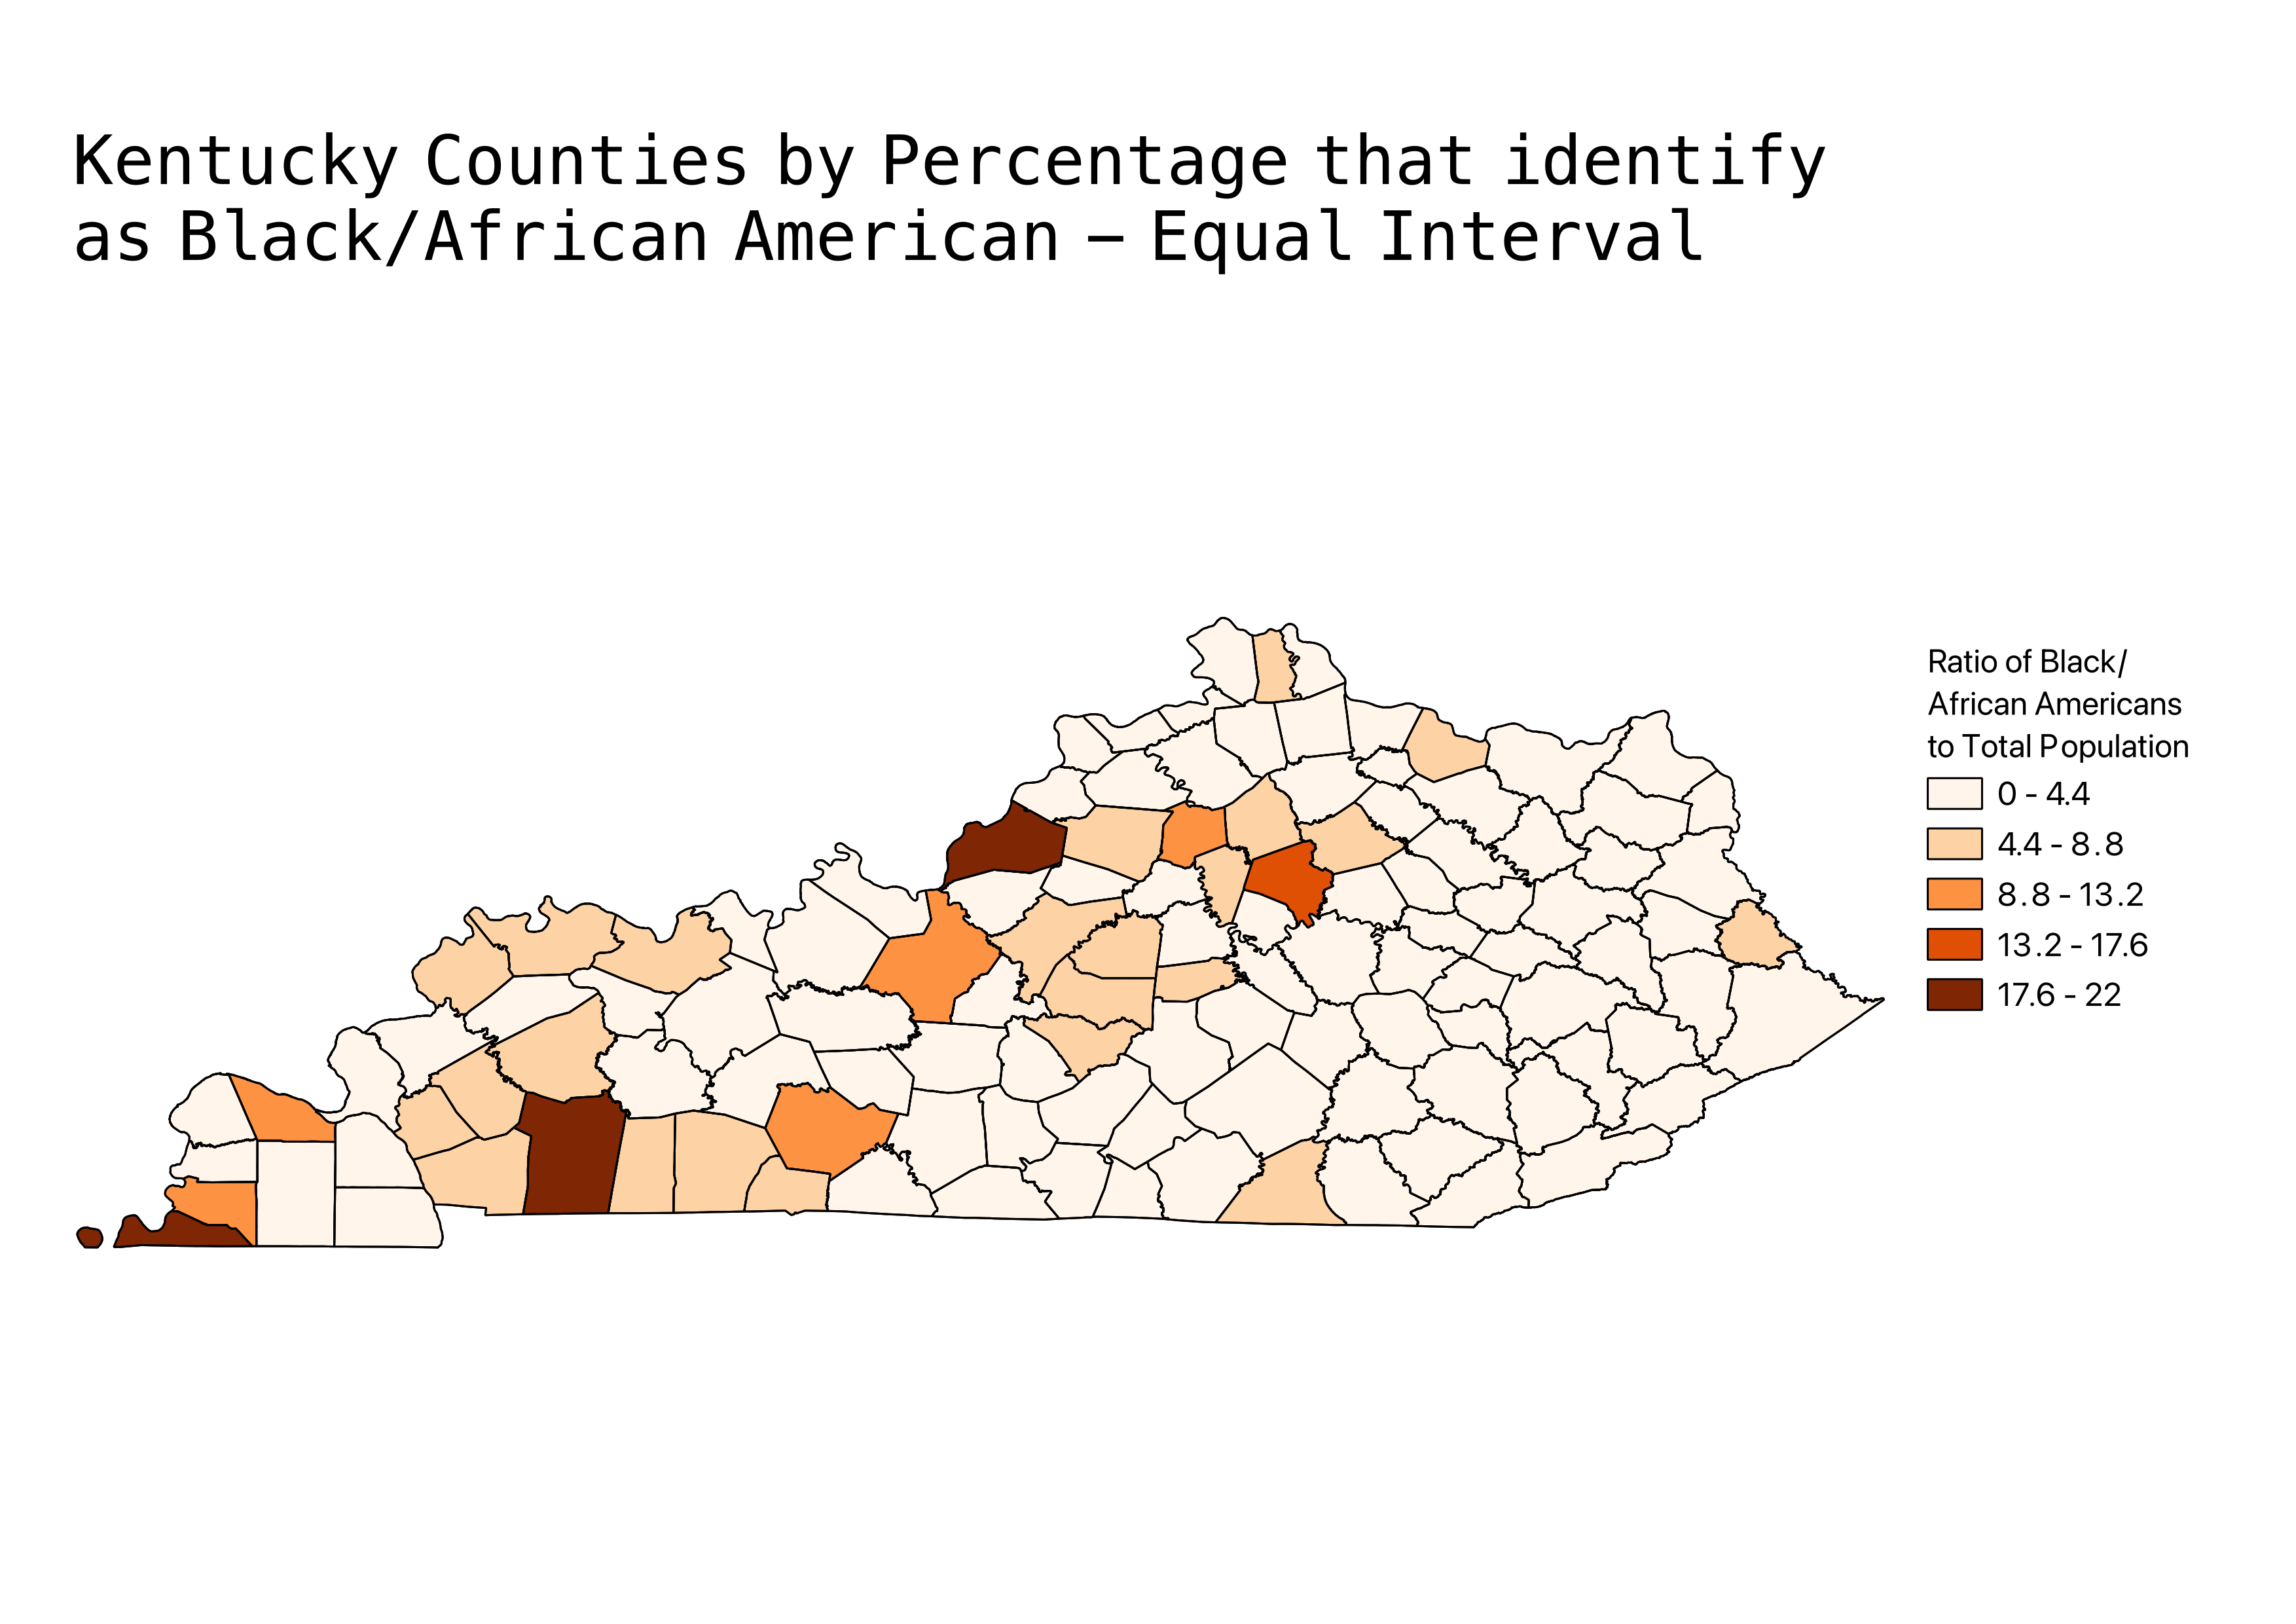 Kentucky Counties by Percentage that identify
as Black/African American – Equal Interval
Ratio of Black/
African Americans
to Total Population
0 - 4.4
4.4 - 8.8
8.8 - 13.2
13.2 - 17.6
17.6 - 22